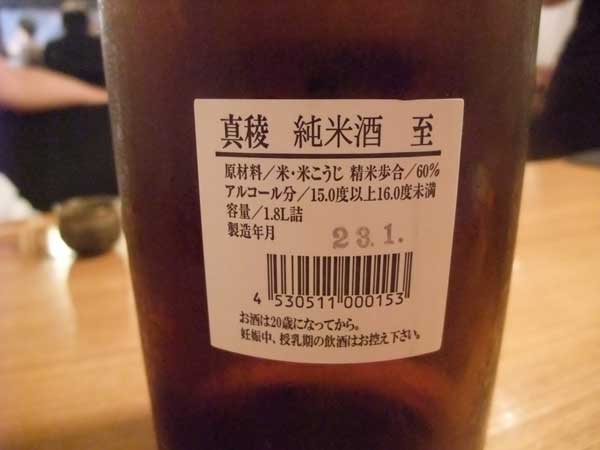 真稜 純米酒 至
原材料／米・米こうじ 精米歩合／60%
アルコール分／15.0度以上16.0度未満
容量／1.8L詰
製造年月 23.1.
4 530511 000153
お酒は20歳になってから。
妊娠中、授乳期の飲酒はお控え下さい。